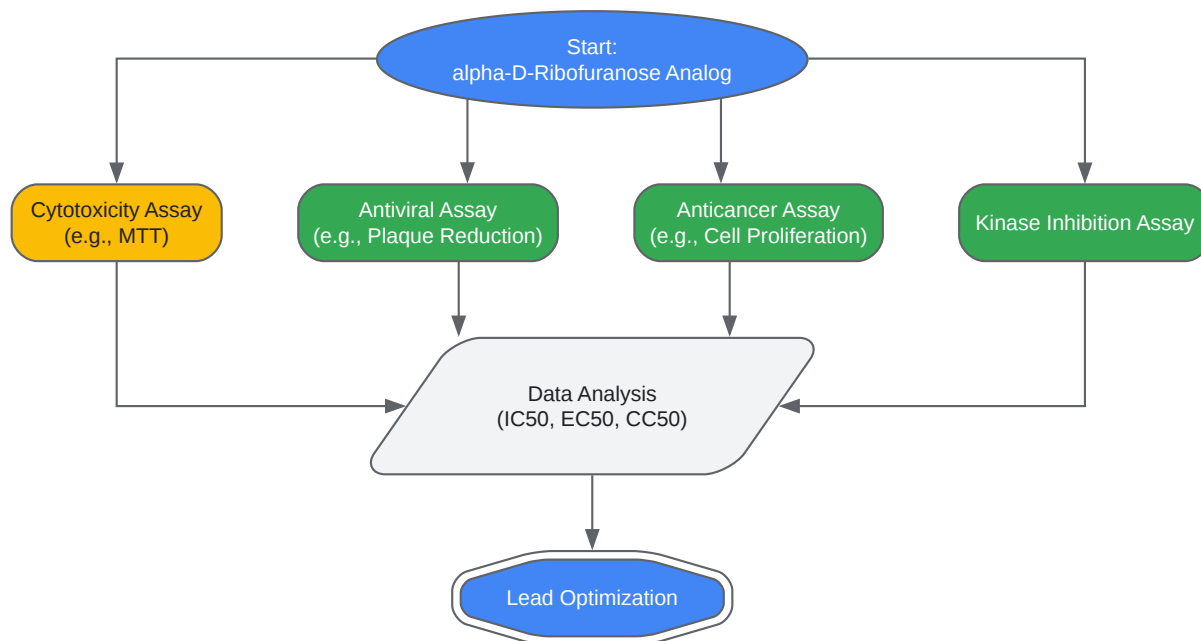 Start:
alpha-D-Ribofuranose Analog
Cytotoxicity Assay
(e.g., MTT)
Antiviral Assay
(e.g., Plaque Reduction)
Anticancer Assay
(e.g., Cell Proliferation)
Kinase Inhibition Assay
Data Analysis
(IC50, EC50, CC50)
Lead Optimization